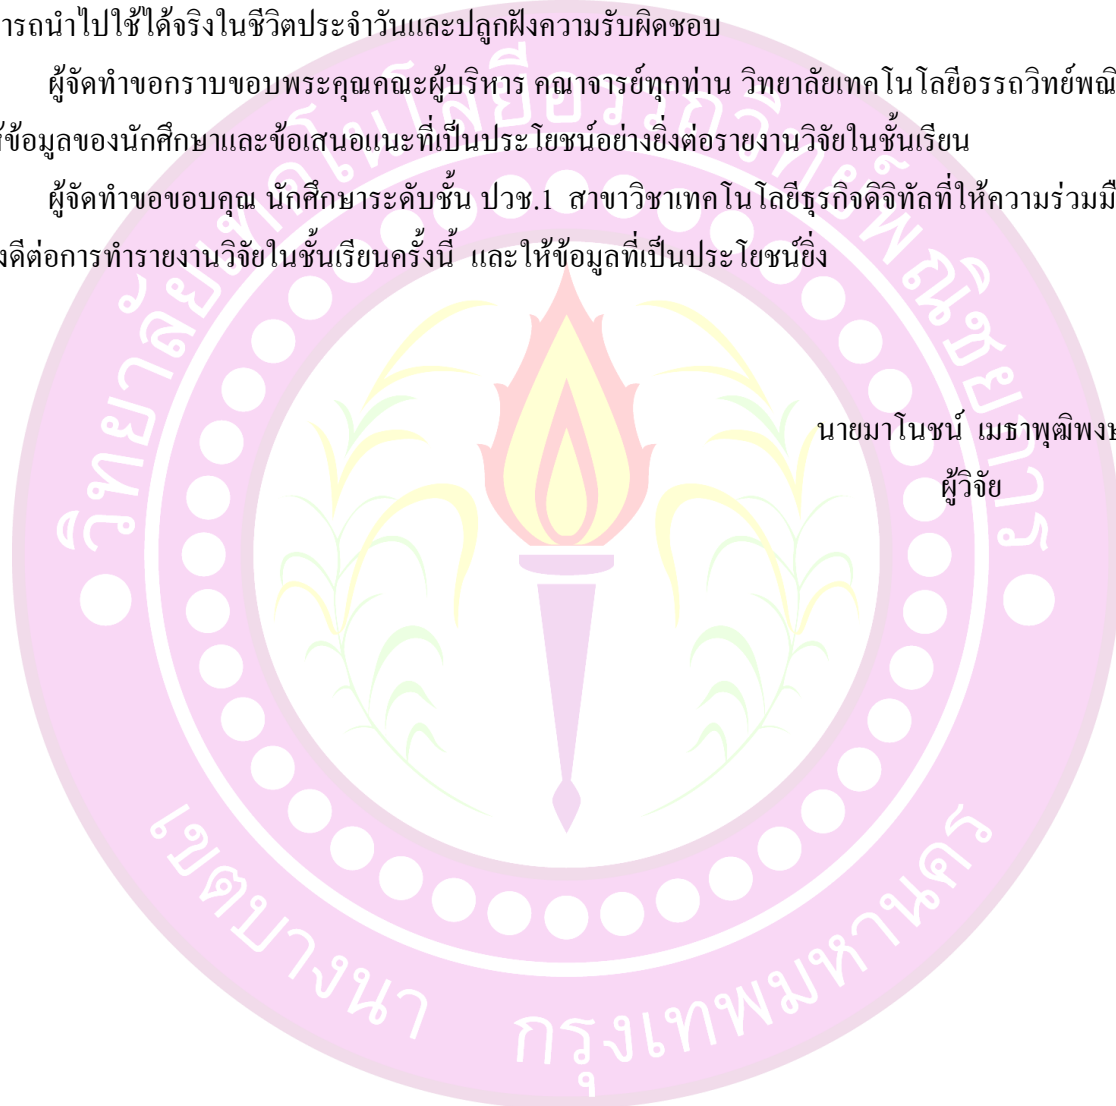 ารถนำไปใช้ได้จริงในชีวิตประจำวันและปลูกฝังความรับผิดชอบ
ผู้จัดทำขอกราบขอบพระคุณคณะผู้บริหาร คณาจารย์ทุกท่าน วิทยาลัยเทคโนโลยีอรรถวิทย์พณิ
ข้อมูลของนักศึกษาและข้อเสนอแนะที่เป็นประโยชน์อย่างยิ่งต่อรายงานวิจัยในชั้นเรียน
ผู้จัดทำขอขอบคุณ นักศึกษาระดับชั้น ปวช.1 สาขาวิชาเทคโนโลยีธุรกิจดิจิทัลที่ให้ความร่วมมื
งดีต่อการทำรายงานวิจัยในชั้นเรียนครั้งนี้ และให้ข้อมูลที่เป็นประโยชน์ยิ่ง
นายมาโนชน์ เมธาพุฒิพงษ
ผู้วิจัย
วิทยาลัยเทคโนโลยีอรรถวิทย์พณิชยการ
เขตบางนา กรุงเทพมหานคร